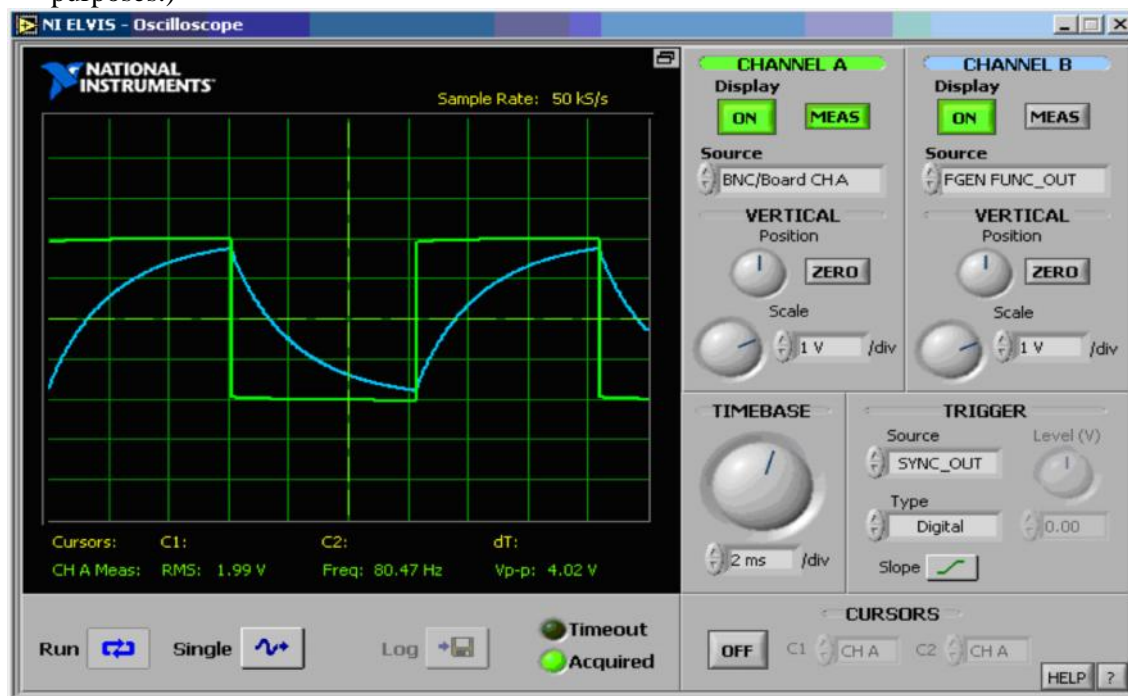 purposes.)
NI ELVIS - Oscilloscope
NATIONAL
INSTRUMENTS™
Sample Rate: 50 kS/s
Cursors: C1: C2: dT:
CH A Meas: RMS: 1.99 V Freq: 80.47 Hz Vp-p: 4.02 V
Run Single Log Timeout
Acquired
CHANNEL A
Display
ON MEAS
Source
BNC/Board CH A
VERTICAL
Position
ZERO
Scale
1 V /div
CHANNEL B
Display
ON MEAS
Source
FGEN FUNC_OUT
VERTICAL
Position
ZERO
Scale
1 V /div
TIMEBASE
2 ms /div
TRIGGER
Source Level (V)
SYNC_OUT
Type
Digital 0.00
Slope
CURSORS
OFF C1 CH A C2 CH A
HELP ?